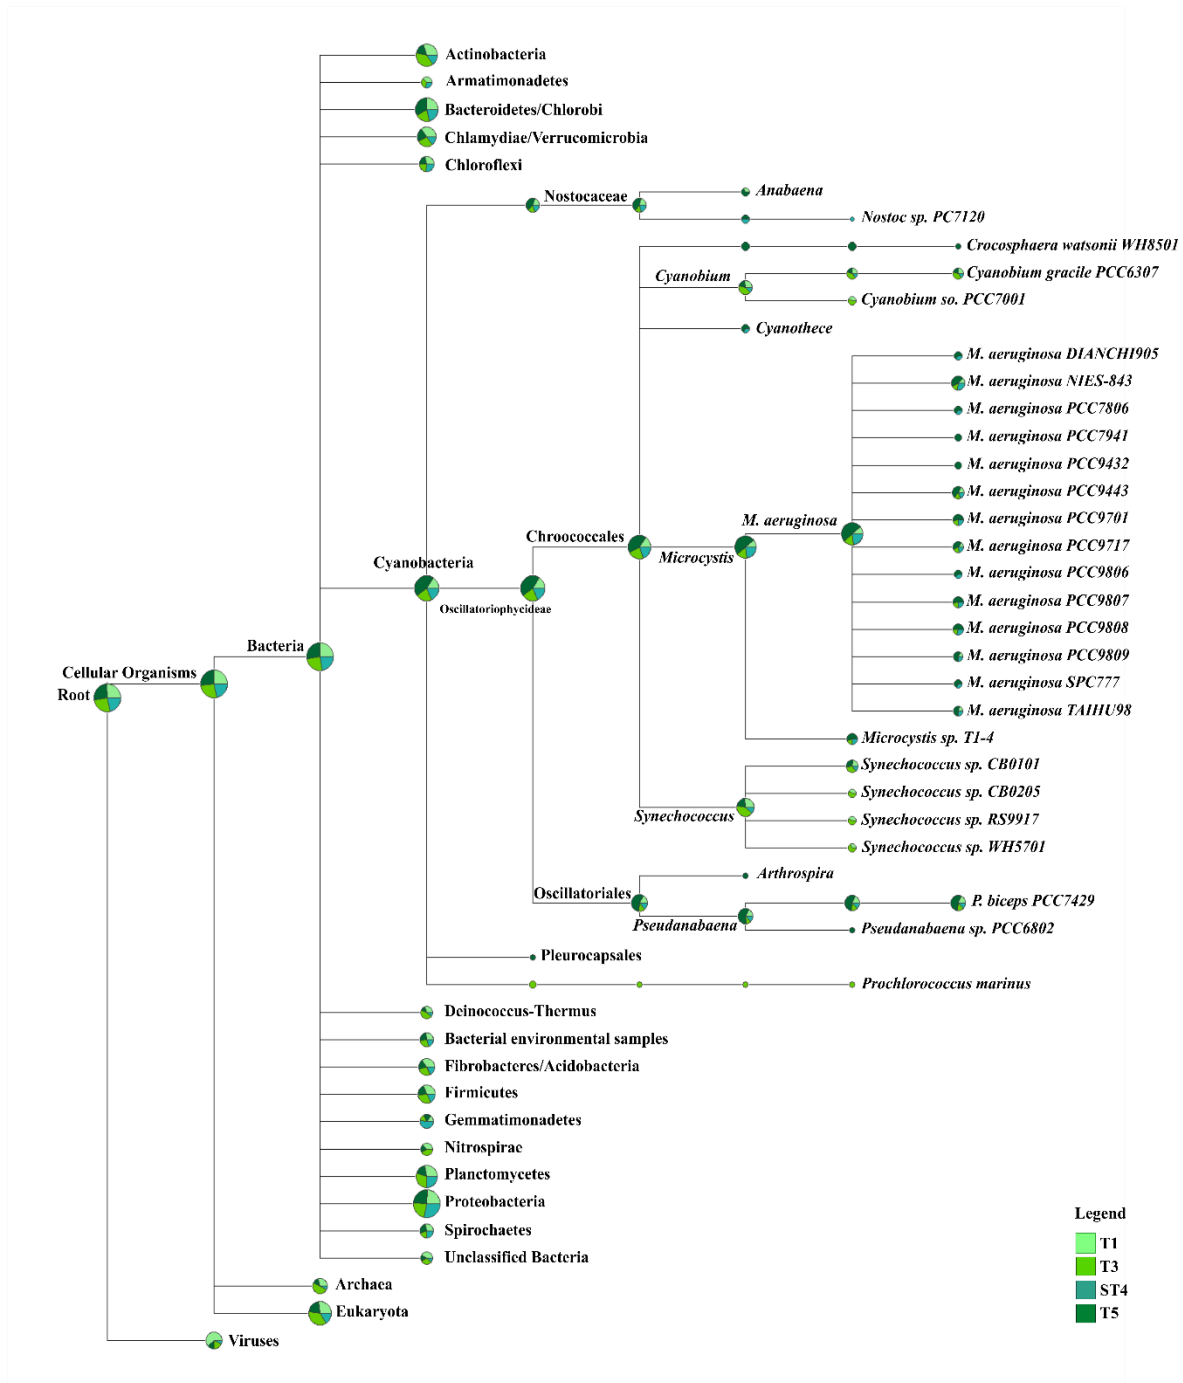 Actinobacteria
Armatimonadetes
Bacteroidetes/Chlorobi
Chlamydiae/Verrucomicrobia
Chloroflexi
Anabaena
Nostocaceae
Nostoc sp. PC7120
Crocosphaera watsonii WH8501
Cyanobium
Cyanobium gracile PCC6307
Cyanobium so. PCC7001
Cyanothece
M. aeruginosa DIANCHI905
M. aeruginosa NIES-843
M. aeruginosa PCC7806
M. aeruginosa PCC7941
M. aeruginosa PCC9432
M. aeruginosa PCC9443
M. aeruginosa PCC9701
M. aeruginosa
Chroococcales
M. aeruginosa PCC9717
Microcystis
Cyanobacteria
M. aeruginosa PCC9806
M. aeruginosa PCC9807
Oscillatoriophycideae
M. aeruginosa PCC9808
Bacteria
M. aeruginosa PCC9809
Cellular Organisms
M. aeruginosa SPC777
Root
M. aeruginosa TAIHU98
Microcystis sp. T1-4
Synechococcus sp. CB0101
Synechococcus sp. CB0205
Synechococcus
Synechococcus sp. RS9917
Synechococcus sp. WH5701
Arthrospira
Oscillatoriales
P. biceps PCC7429
Pseudanabaena
Pseudanabaena sp. PCC6802
Pleurocapsales
Prochlorococcus marinus
Deinococcus-Thermus
Bacterial environmental samples
Fibrobacteres/Acidobacteria
Firmicutes
Gemmatimonadetes
Nitrospirae
Planctomycetes
Proteobacteria
Spirochaetes
Unclassified Bacteria
Archaea
Eukaryota
Viruses
Legend
T1
T3
ST4
T5